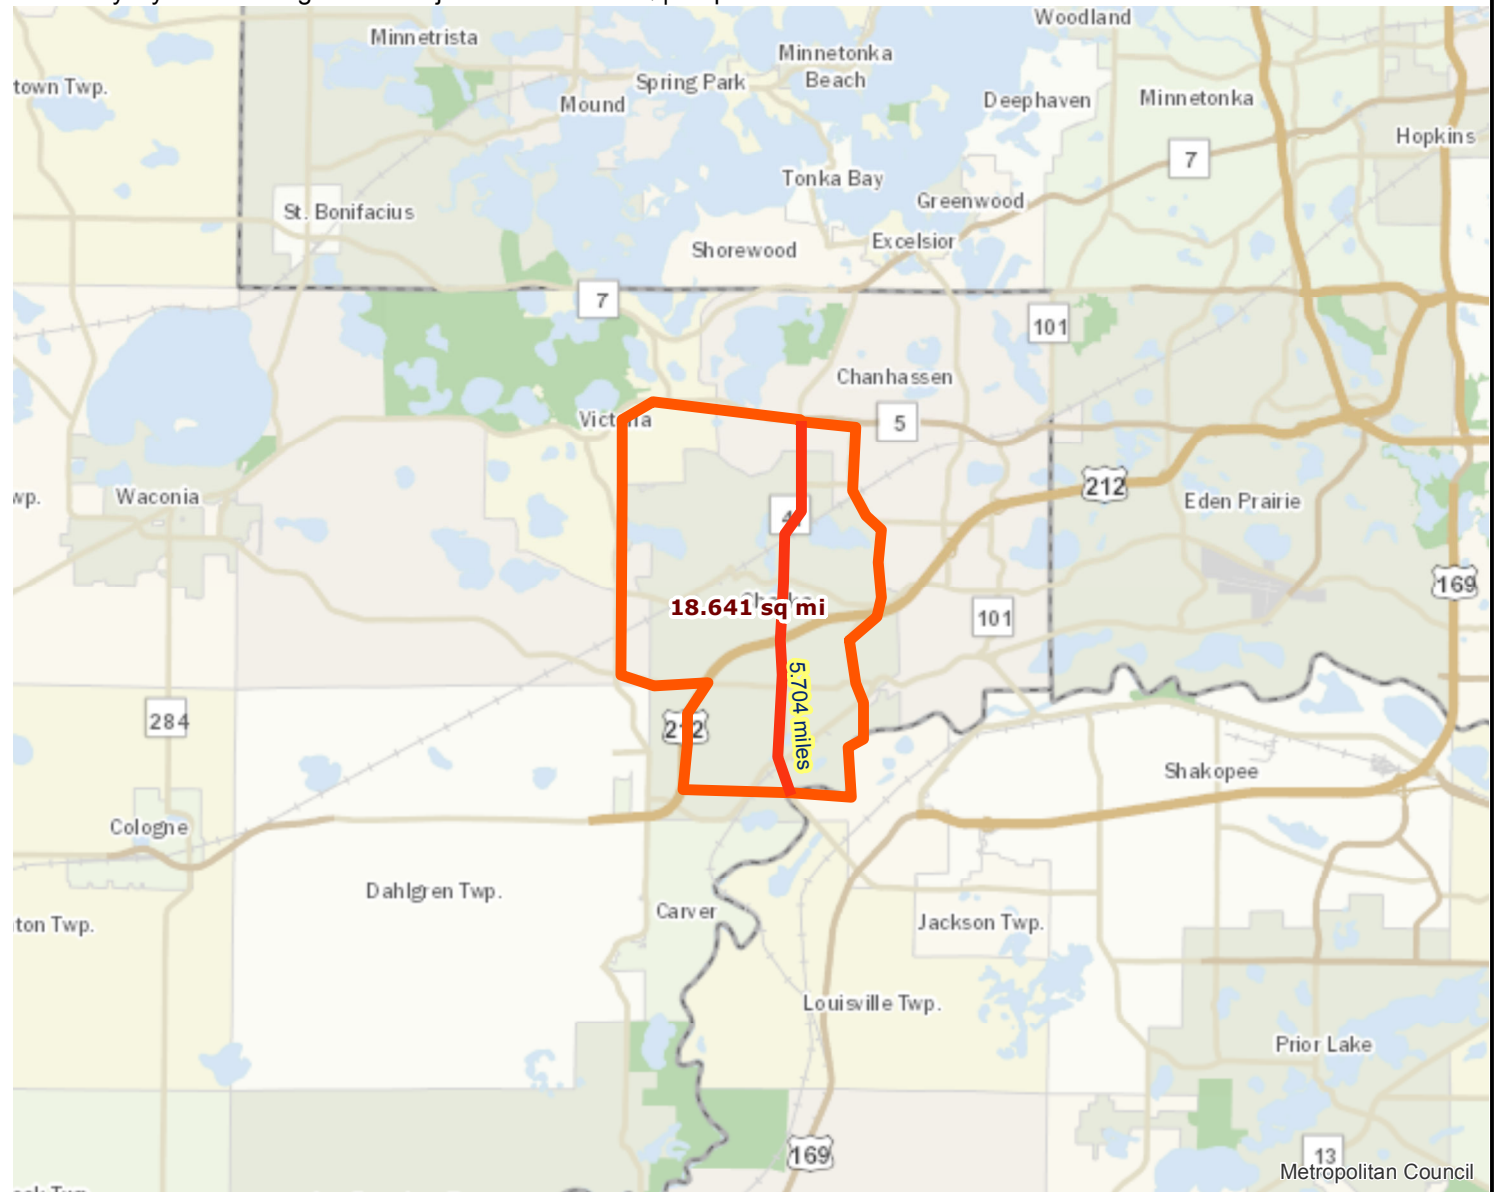 Woodland
Minnetrista
Minnetonka
Beach
Spring Park
town Twp.
Mound
Deephaven
Minnetonka
Hopkins
7
Tonka Bay
Greenwood
St. Bonifacius
Shorewood
Excelsior
7
101
Chanhassen
Victoria
5
Waconia
wp.
212
Eden Prairie
4
169
18.641 sq mi
101
5.704 miles
284
212
Shakopee
Cologne
Dahlgren Twp.
Carver
Jackson Twp.
ton Twp.
Louisville Twp.
Prior Lake
169
13
Metropolitan Council